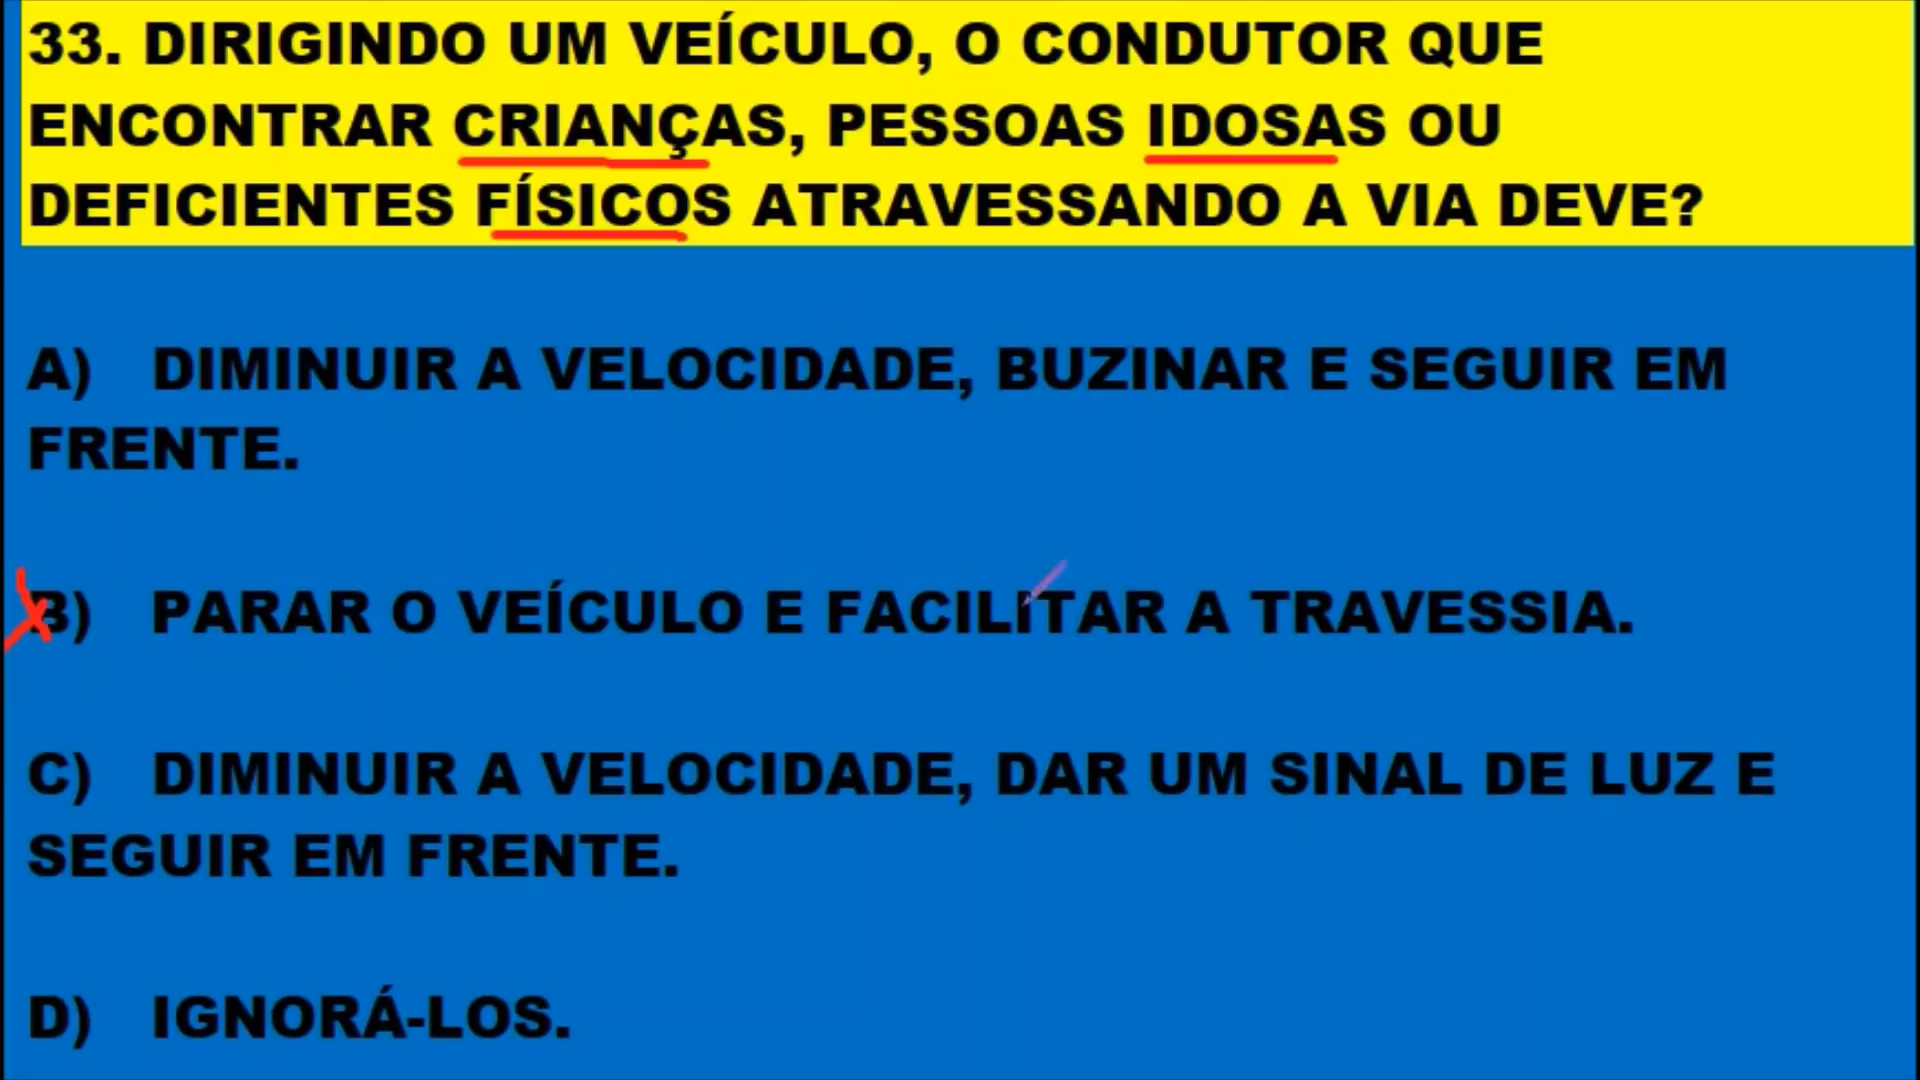 33. DIRIGINDO UM VEÍCULO, O CONDUTOR QUE
ENCONTRAR CRIANÇAS, PESSOAS IDOSAS OU
DEFICIENTES FÍSICOS ATRAVESSANDO A VIA DEVE?
A) DIMINUIR A VELOCIDADE, BUZINAR E SEGUIR EM
FRENTE.
B) PARAR O VEÍCULO E FACILITAR A TRAVESSIA.
C) DIMINUIR A VELOCIDADE, DAR UM SINAL DE LUZ E
SEGUIR EM FRENTE.
D) IGNORÁ-LOS.